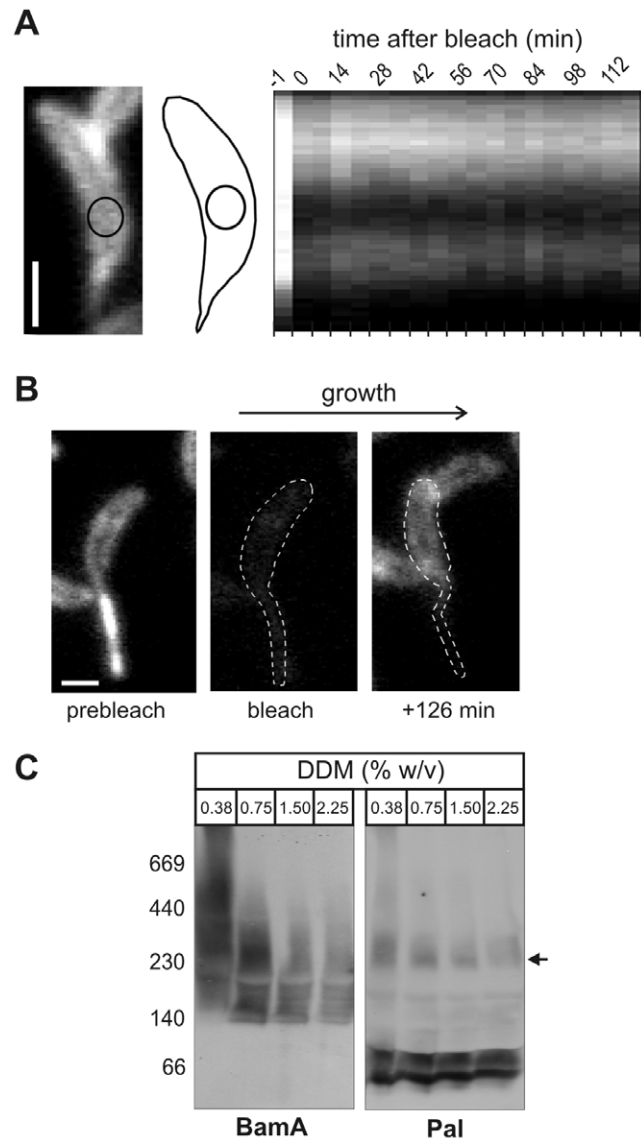 A
time after bleach (min)
-1 0 14 28 42 56 70 84 98 112
B
growth
prebleach bleach +126 min
C
DDM (% w/v)
0.38 0.75 1.50 2.25 0.38 0.75 1.50 2.25
669
440
230
140
66
BamA Pal